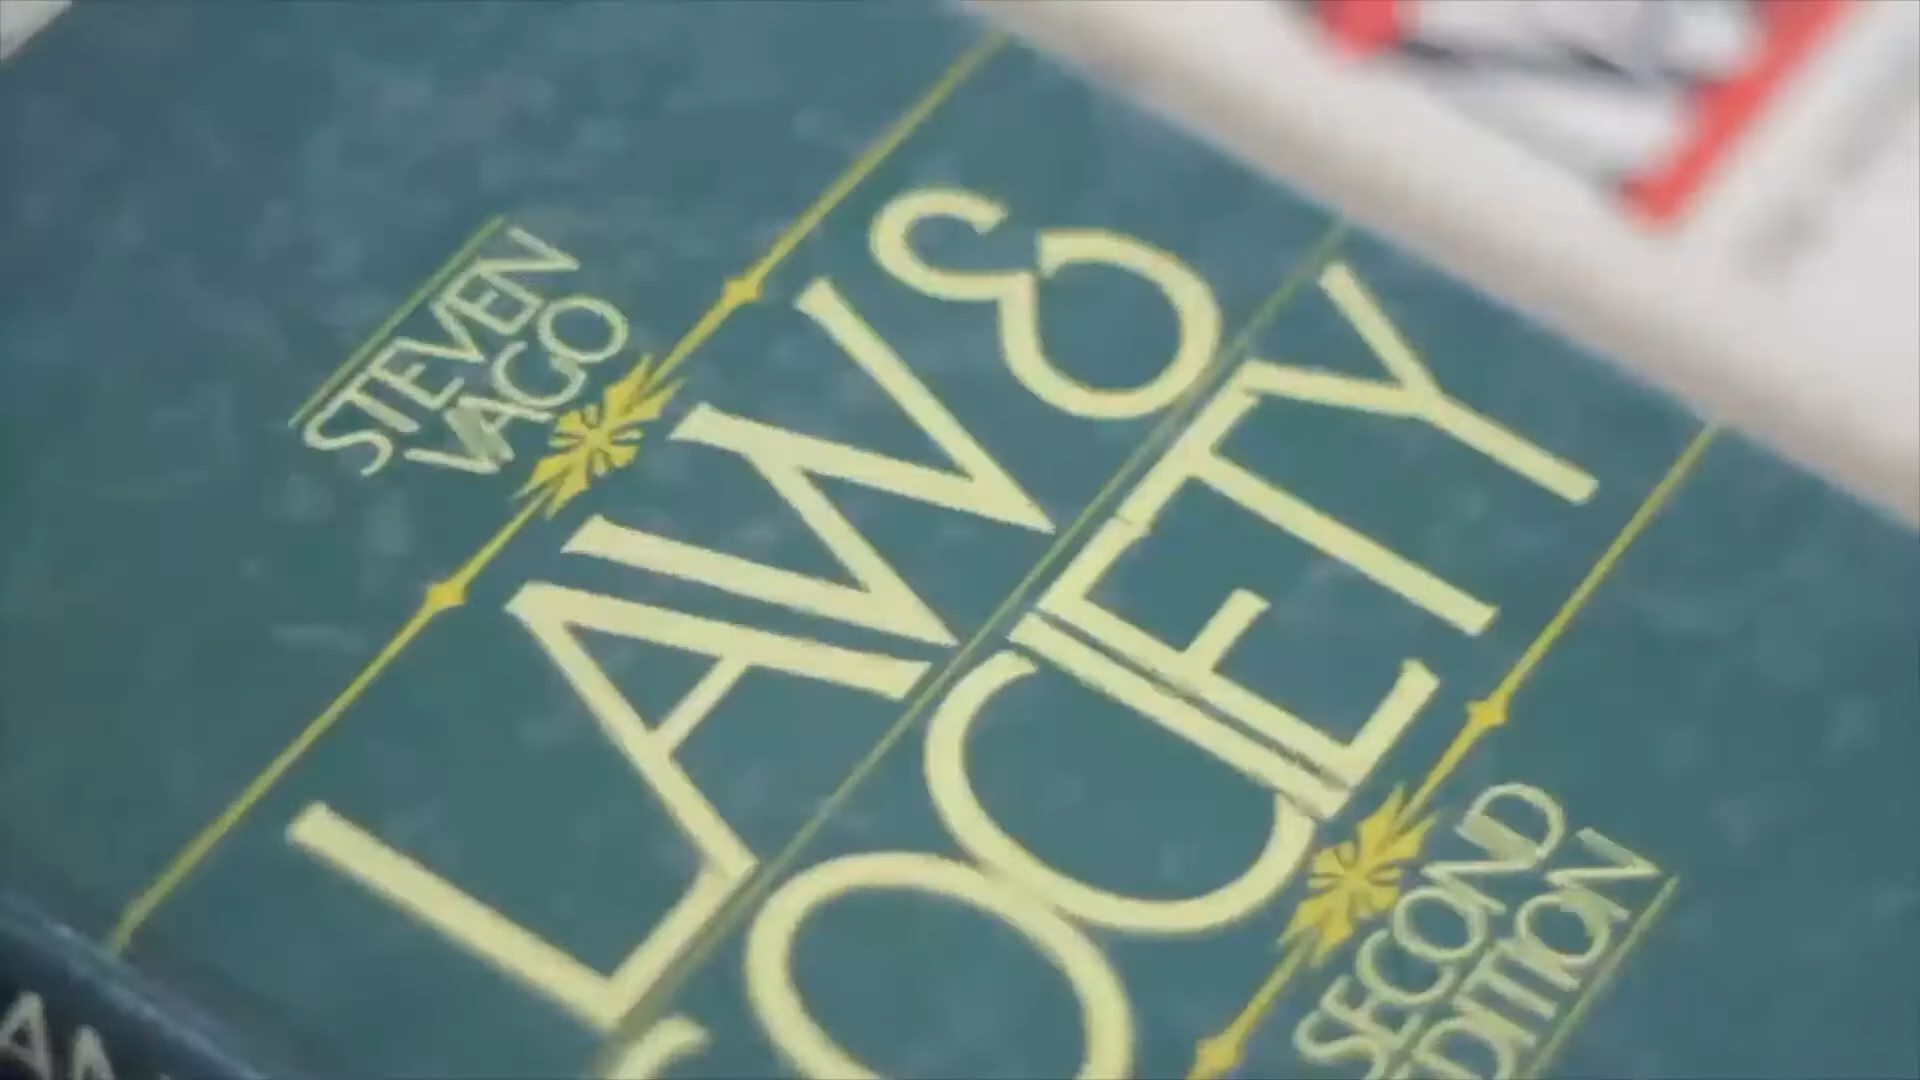 STEVEN
VAGO
LAW &
SOCIETY
SECOND
EDITION